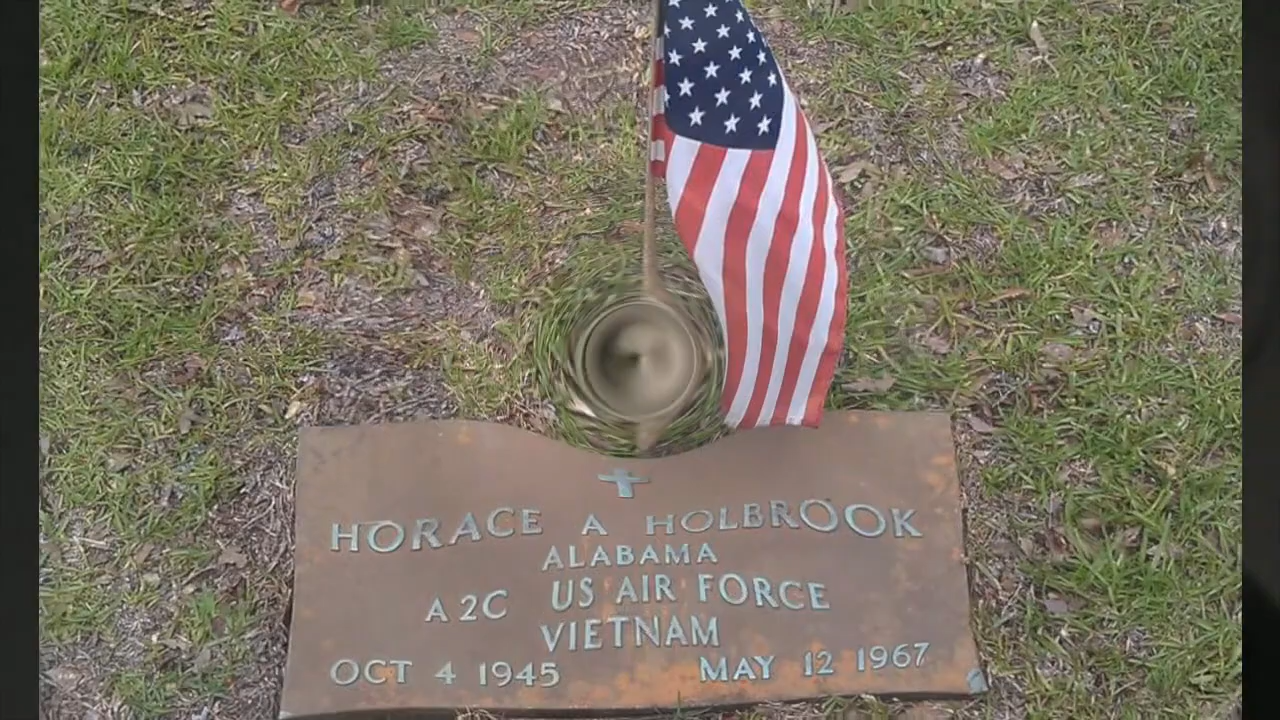 HORACE A HOLBROOK
ALABAMA
A2C US AIR FORCE
VIETNAM
OCT 4 1945 MAY 12 1967